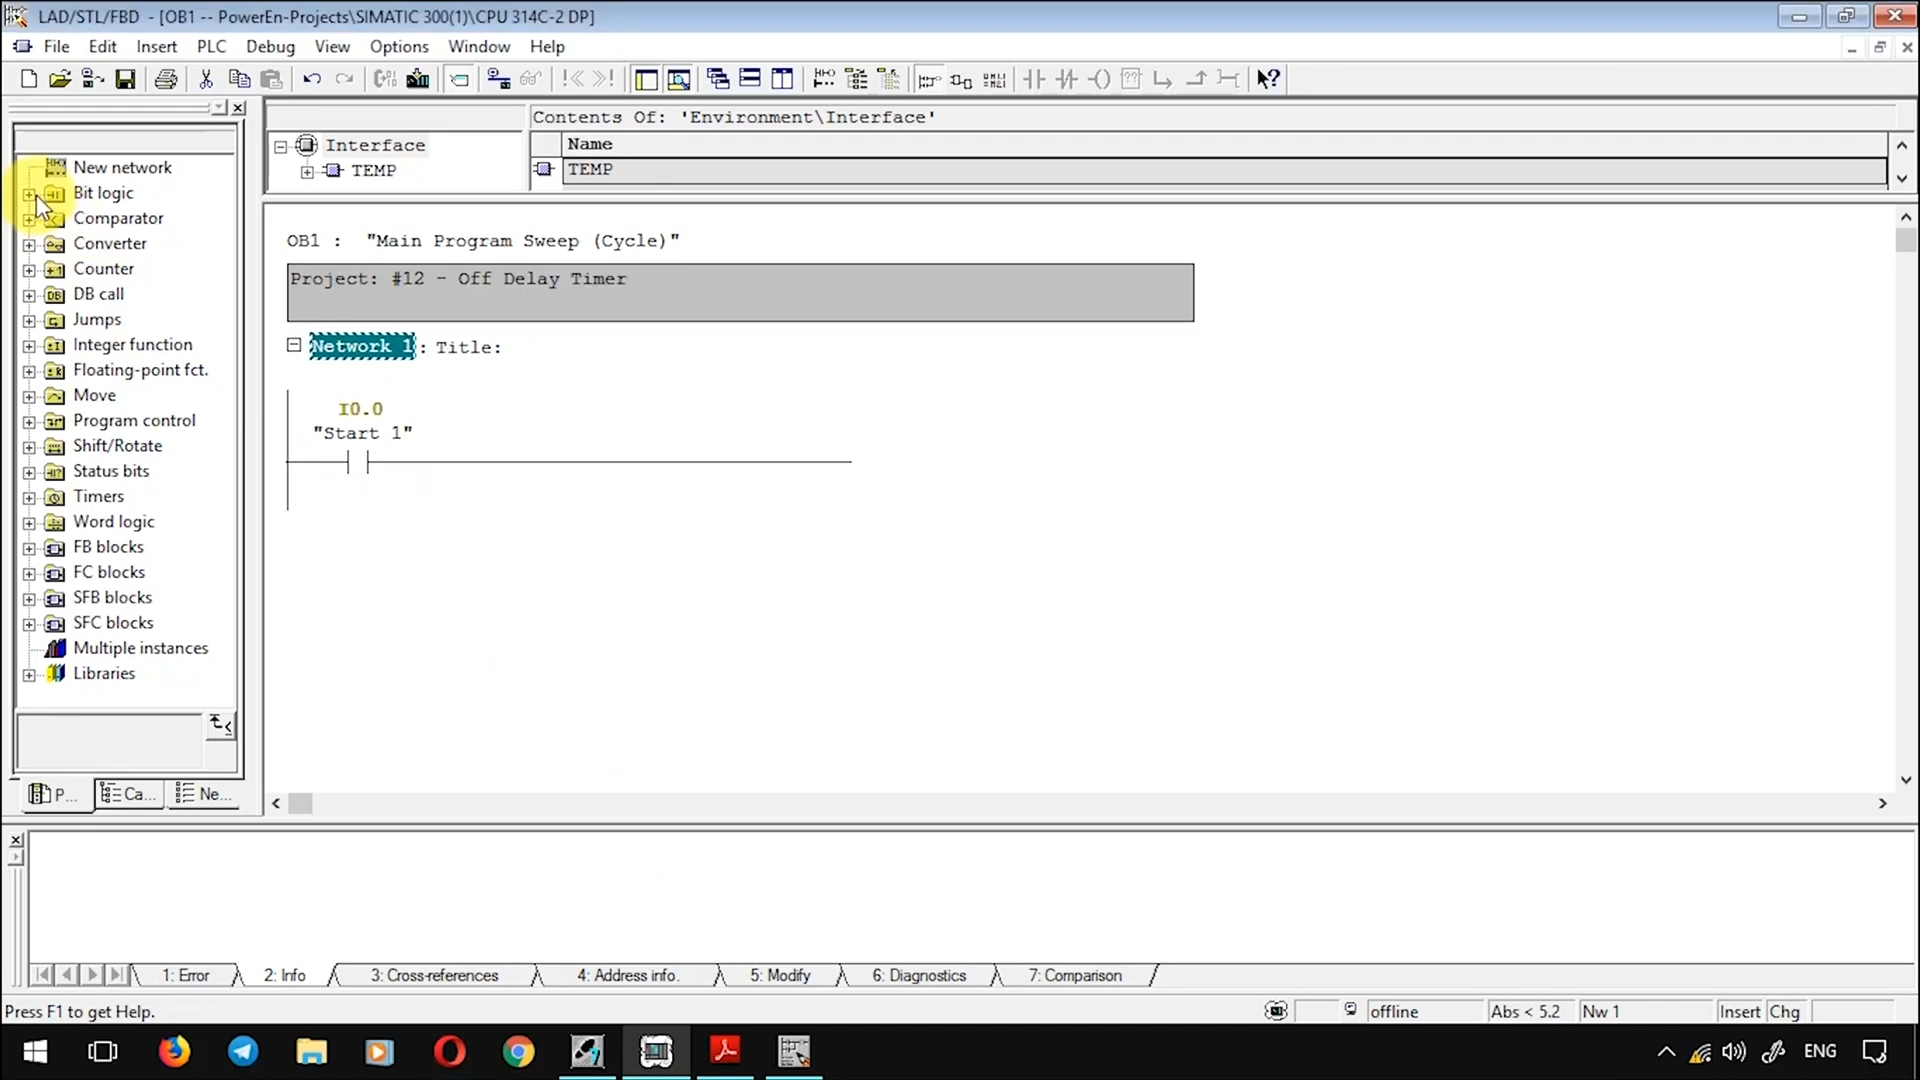 LAD/STL/FBD - [OB1 -- PowerEn-Projects\SIMATIC 300(1)\CPU 314C-2 DP]
File Edit Insert PLC Debug View Options Window Help
Contents Of: 'Environment\Interface'
Interface
TEMP
Name
TEMP
New network
Bit logic
Comparator
Converter
Counter
DB call
Jumps
Integer function
Floating-point fct.
Move
Program control
Shift/Rotate
Status bits
Timers
Word logic
FB blocks
FC blocks
SFB blocks
SFC blocks
Multiple instances
Libraries
P... Ca... Ne...
OB1 : "Main Program Sweep (Cycle)"
Project: #12 - Off Delay Timer
Network 1: Title:
I0.0
"Start 1"
1: Error 2: Info 3: Cross-references 4: Address info. 5: Modify 6: Diagnostics 7: Comparison
Press F1 to get Help. offline Abs < 5.2 Nw 1 Insert Chg
ENG